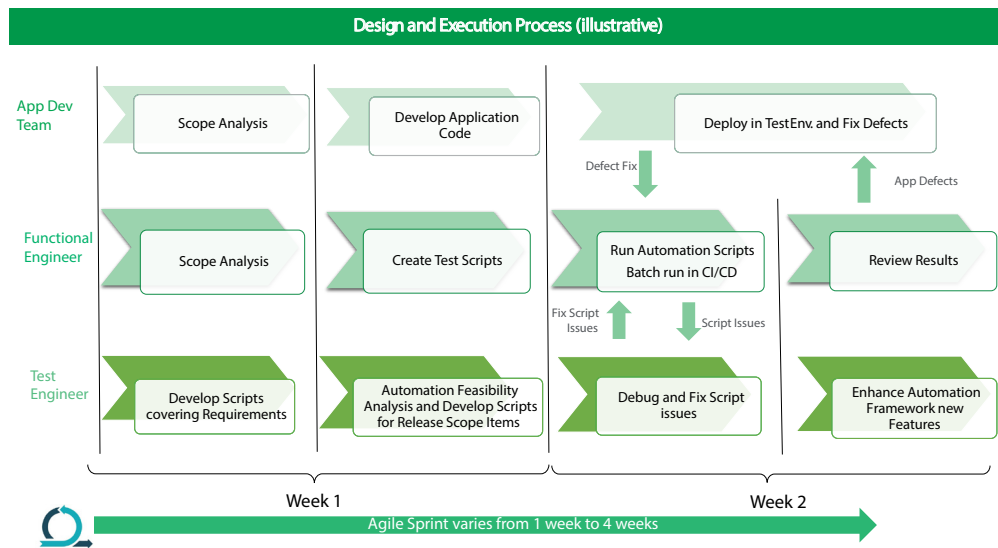 Design and Execution Process (illustrative)
App Dev
Team
Scope Analysis
Develop Application
Code
Deploy in TestEnv. and Fix Defects
Defect Fix
App Defects
Functional
Engineer
Scope Analysis
Create Test Scripts
Run Automation Scripts
Batch run in CI/CD
Review Results
Fix Script
Issues
Script Issues
Test
Engineer
Develop Scripts
covering Requirements
Automation Feasibility
Analysis and Develop Scripts
for Release Scope Items
Debug and Fix Script
issues
Enhance Automation
Framework new
Features
Week 1
Week 2
Agile Sprint varies from 1 week to 4 weeks